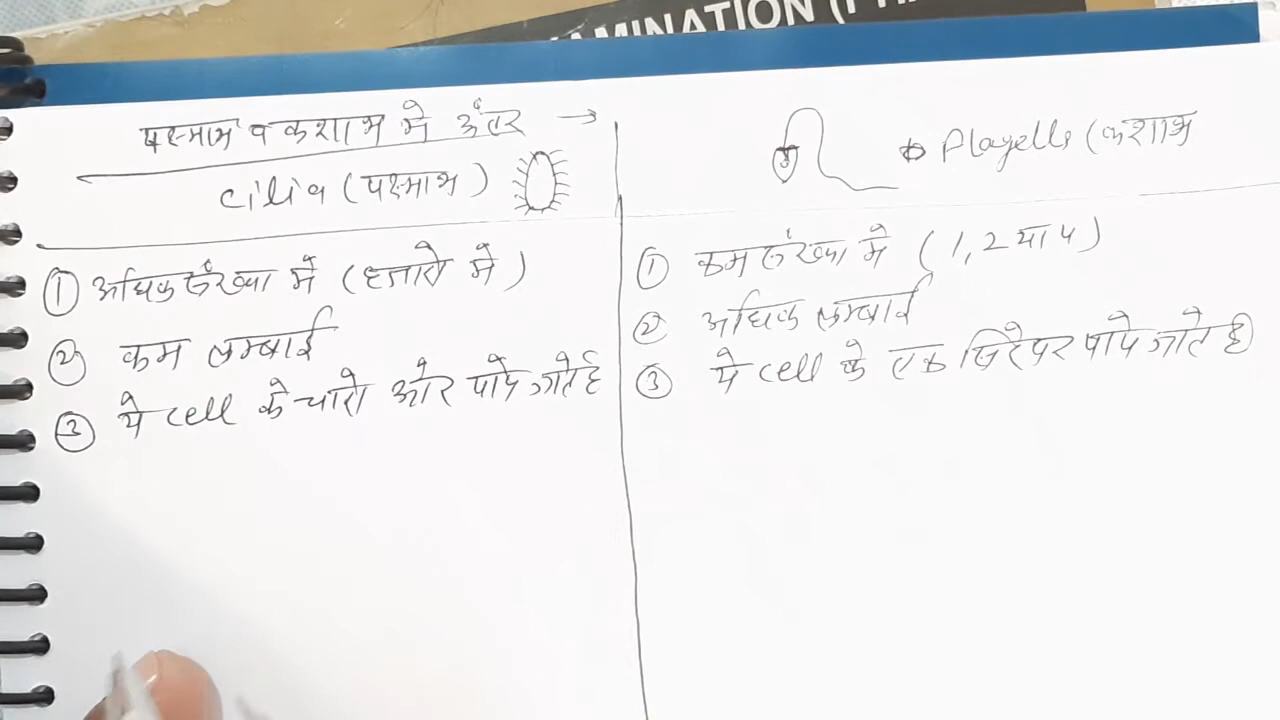 AMINATION (
पक्ष्माभ व कशाभ मे अंतर →
cilia (पक्ष्माभ)
① अधिक संख्या में (हजारो मे)
② कम लम्बाई
③ ये cell के चारो ओर पाये जाते है
Flagella (कशाभ
① कम संख्या मे (1, 2 या 4)
② अधिक लम्बाई
③ ये cell के एक सिरे पर पाये जाते है